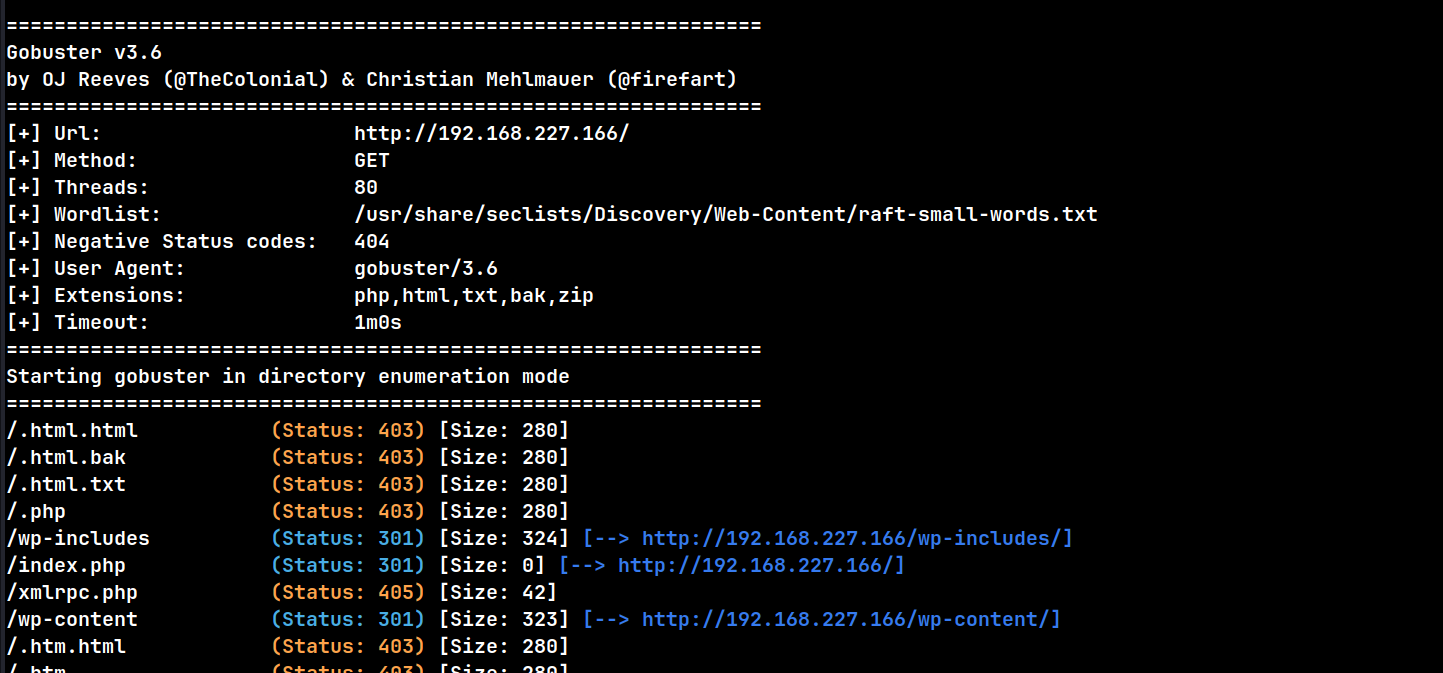 ===============================================================
Gobuster v3.6
by OJ Reeves (@TheColonial) & Christian Mehlmauer (@firefart)
===============================================================
[+] Url:                     http://192.168.227.166/
[+] Method:                  GET
[+] Threads:                 80
[+] Wordlist:                /usr/share/seclists/Discovery/Web-Content/raft-small-words.txt
[+] Negative Status codes:   404
[+] User Agent:              gobuster/3.6
[+] Extensions:              php,html,txt,bak,zip
[+] Timeout:                 1m0s
===============================================================
Starting gobuster in directory enumeration mode
===============================================================
/.html.html           (Status: 403) [Size: 280]
/.html.bak            (Status: 403) [Size: 280]
/.html.txt            (Status: 403) [Size: 280]
/.php                 (Status: 403) [Size: 280]
/wp-includes          (Status: 301) [Size: 324] [--> http://192.168.227.166/wp-includes/]
/index.php            (Status: 301) [Size: 0] [--> http://192.168.227.166/]
/xmlrpc.php           (Status: 405) [Size: 42]
/wp-content           (Status: 301) [Size: 323] [--> http://192.168.227.166/wp-content/]
/.htm.html            (Status: 403) [Size: 280]
/.htm                 (Status: 403) [Size: 280]